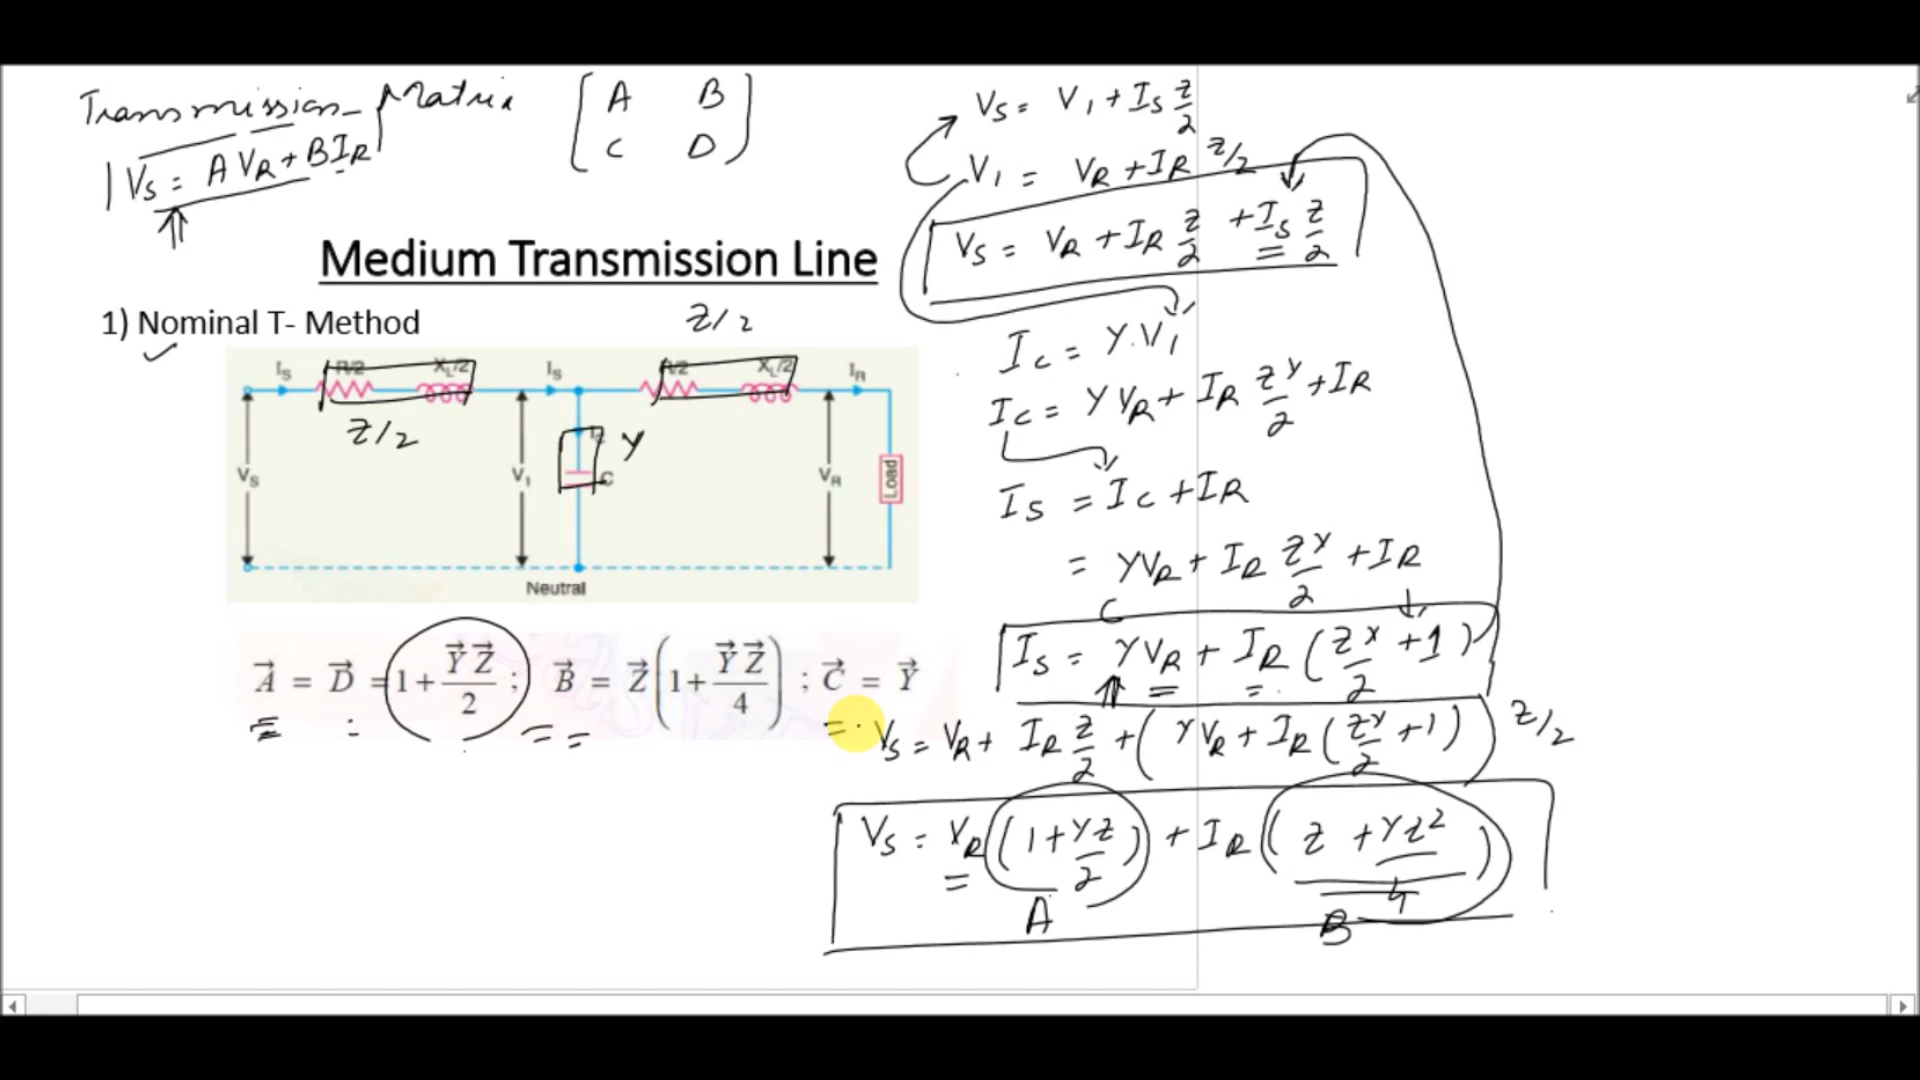 Transmission Matrix [ A B
C D ]
Vs = A VR + B IR
Medium Transmission Line
1) Nominal T- Method
Z/2
Is R/2 XL/2 Is R/2 XL/2 IR
Z/2
Ic Y
Vs V1 C VR Load
Neutral
A = D = 1+ YZ/2 ; B = Z(1+ YZ/4) ; C = Y
Vs = V1 + Is Z/2
V1 = VR + IR Z/2
Vs = VR + IR Z/2 + Is Z/2
Ic = Y.V1
Ic = Y VR + IR ZY/2 + IR
Is = Ic + IR
= YVR + IR ZY/2 + IR
Is = YVR + IR (ZY/2 + 1)
Vs = VR + IR Z/2 + (YVR + IR (ZY/2 + 1)) Z/2
Vs = VR (1 + YZ/2) + IR (Z + YZ²/4)
A B